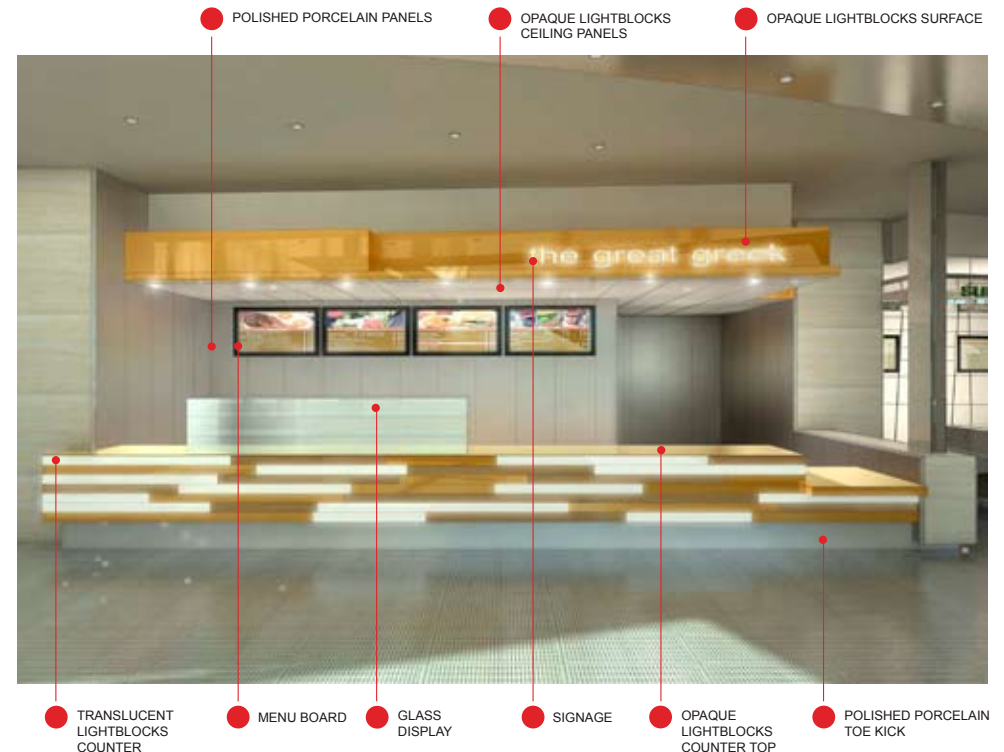 POLISHED PORCELAIN PANELS
OPAQUE LIGHTBLOCKS
CEILING PANELS
OPAQUE LIGHTBLOCKS SURFACE
the great greek
SU
TRANSLUCENT
LIGHTBLOCKS
COUNTER
MENU BOARD
GLASS
DISPLAY
SIGNAGE
OPAQUE
LIGHTBLOCKS
COUNTER TOP
POLISHED PORCELAIN
TOE KICK